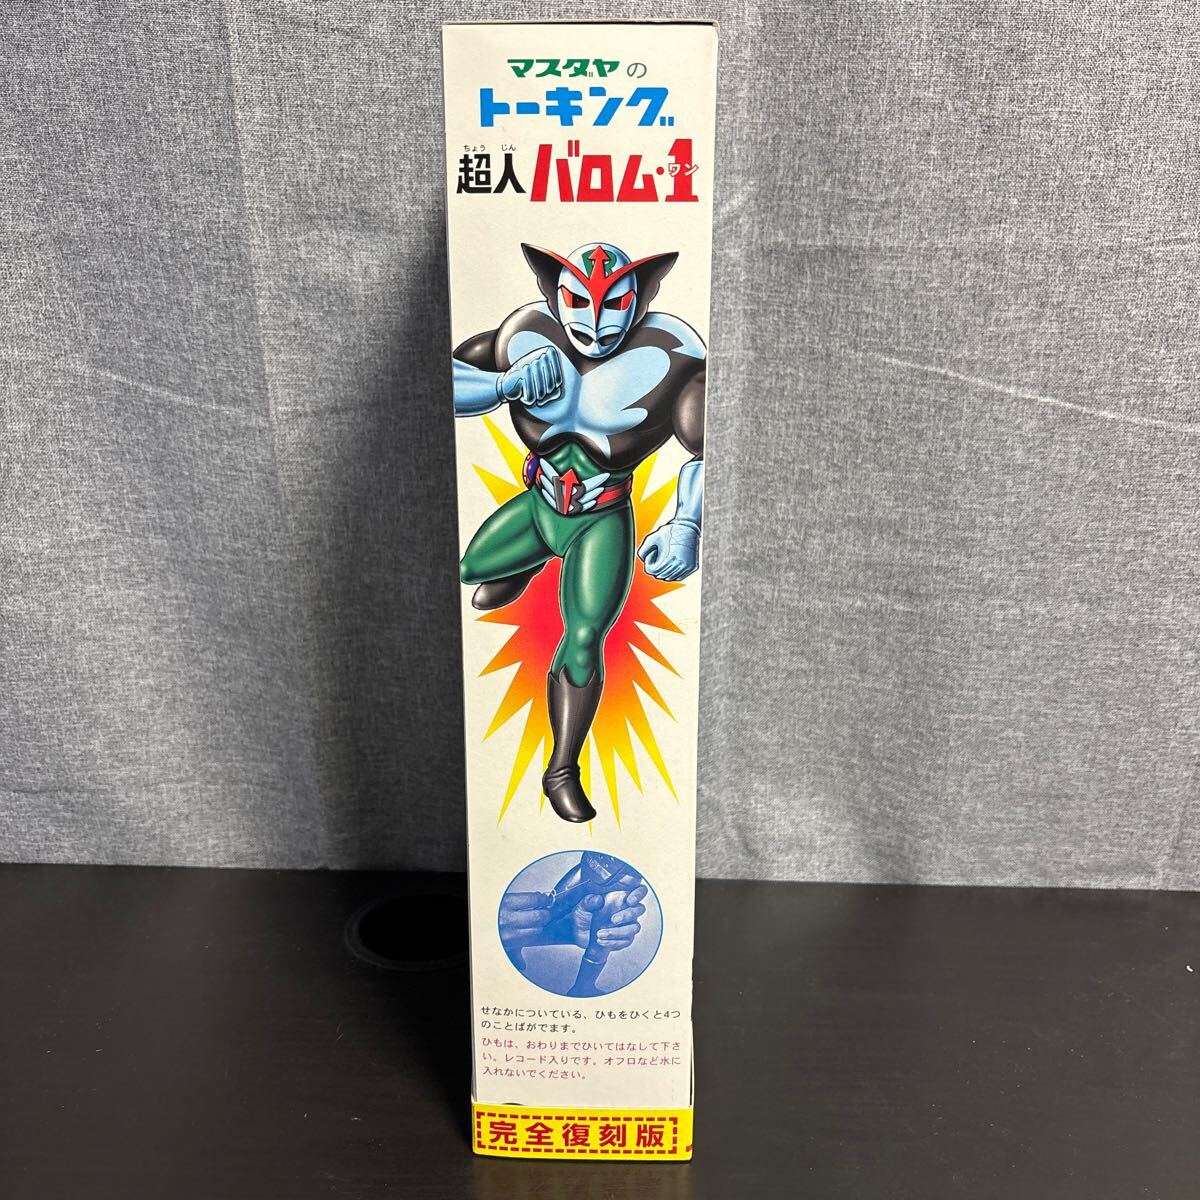 マスダヤの
トーキング
ちょう じん
超人バロム・1
ワン
R
B
せなかについている、ひもをひくと4つ
のことばがでます。
ひもは、おわりまでひいてはなして下さ
い。レコード入りです。オフロなど水に
入れないでください。
完全復刻版